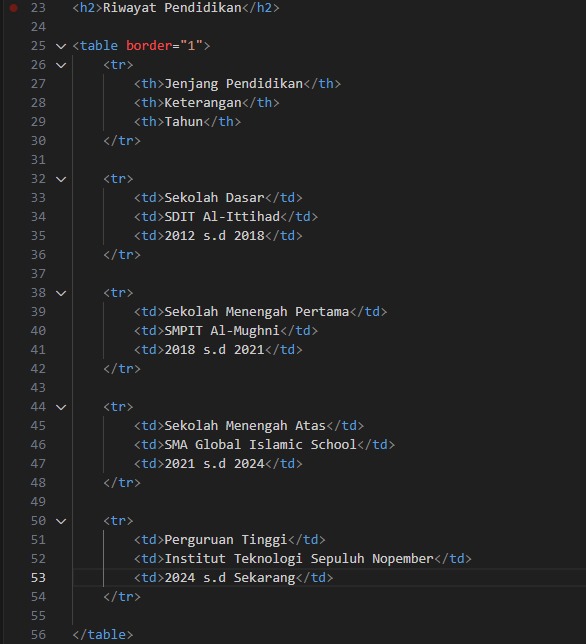 23 <h2>Riwayat Pendidikan</h2>
24
25 <table border="1">
26     <tr>
27         <th>Jenjang Pendidikan</th>
28         <th>Keterangan</th>
29         <th>Tahun</th>
30     </tr>
31
32     <tr>
33         <td>Sekolah Dasar</td>
34         <td>SDIT Al-Ittihad</td>
35         <td>2012 s.d 2018</td>
36     </tr>
37
38     <tr>
39         <td>Sekolah Menengah Pertama</td>
40         <td>SMPIT Al-Mughni</td>
41         <td>2018 s.d 2021</td>
42     </tr>
43
44     <tr>
45         <td>Sekolah Menengah Atas</td>
46         <td>SMA Global Islamic School</td>
47         <td>2021 s.d 2024</td>
48     </tr>
49
50     <tr>
51         <td>Perguruan Tinggi</td>
52         <td>Institut Teknologi Sepuluh Nopember</td>
53         <td>2024 s.d Sekarang</td>
54     </tr>
55
56 </table>